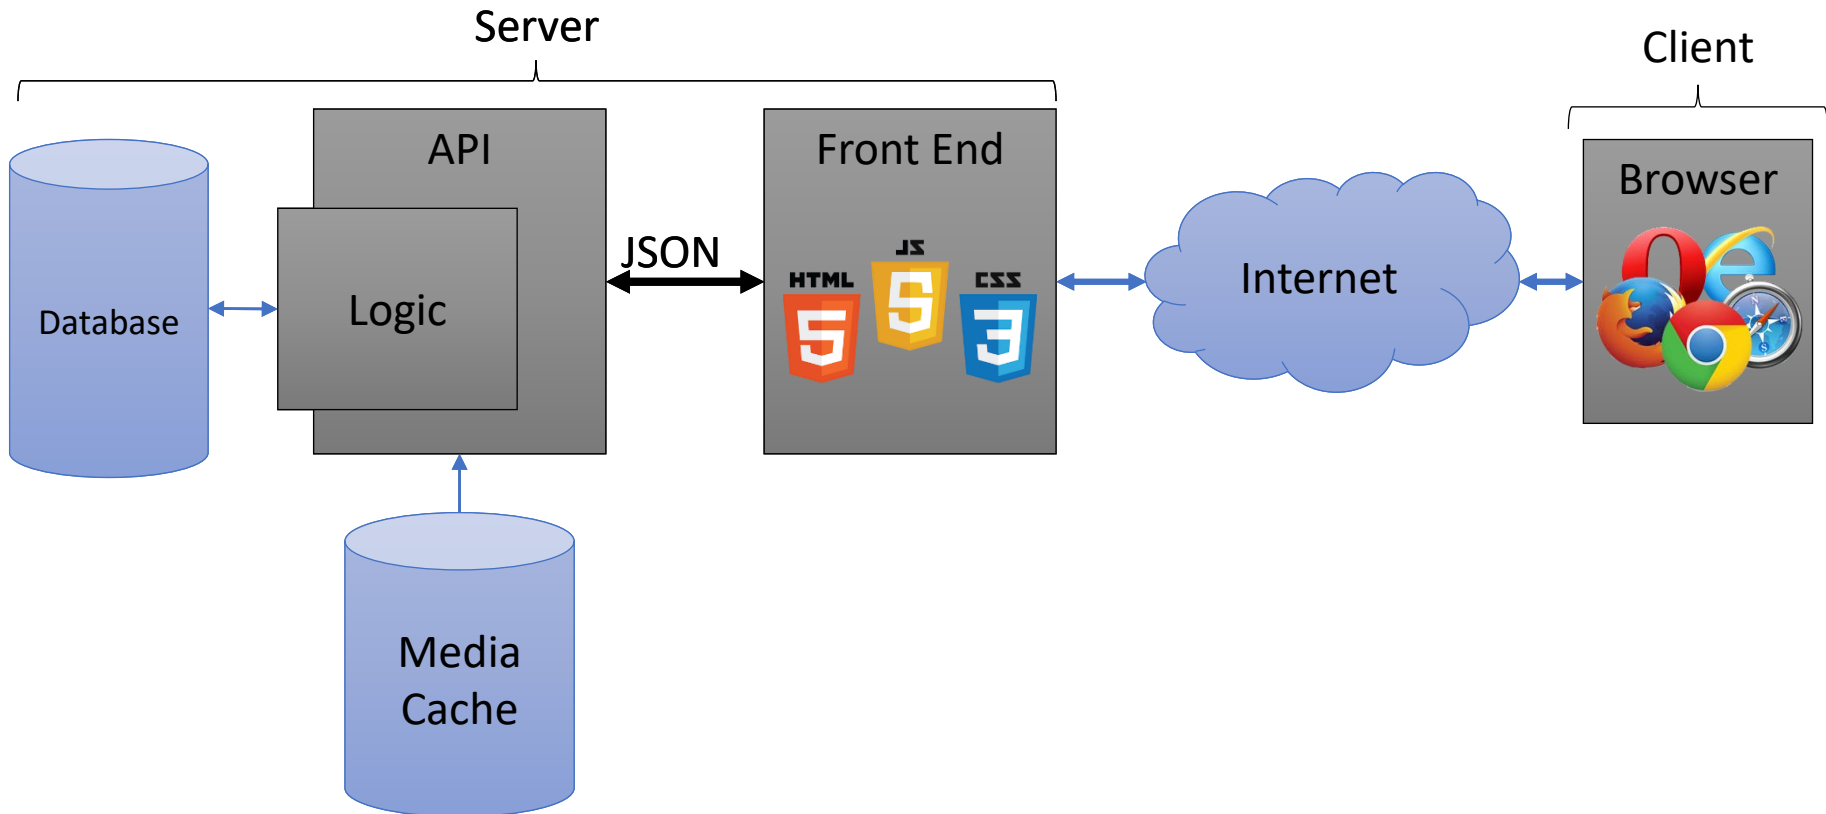 Server
Client
API
Front End
Browser
JSON
JS
HTML
CSS
Internet
Logic
Database
Media
Cache